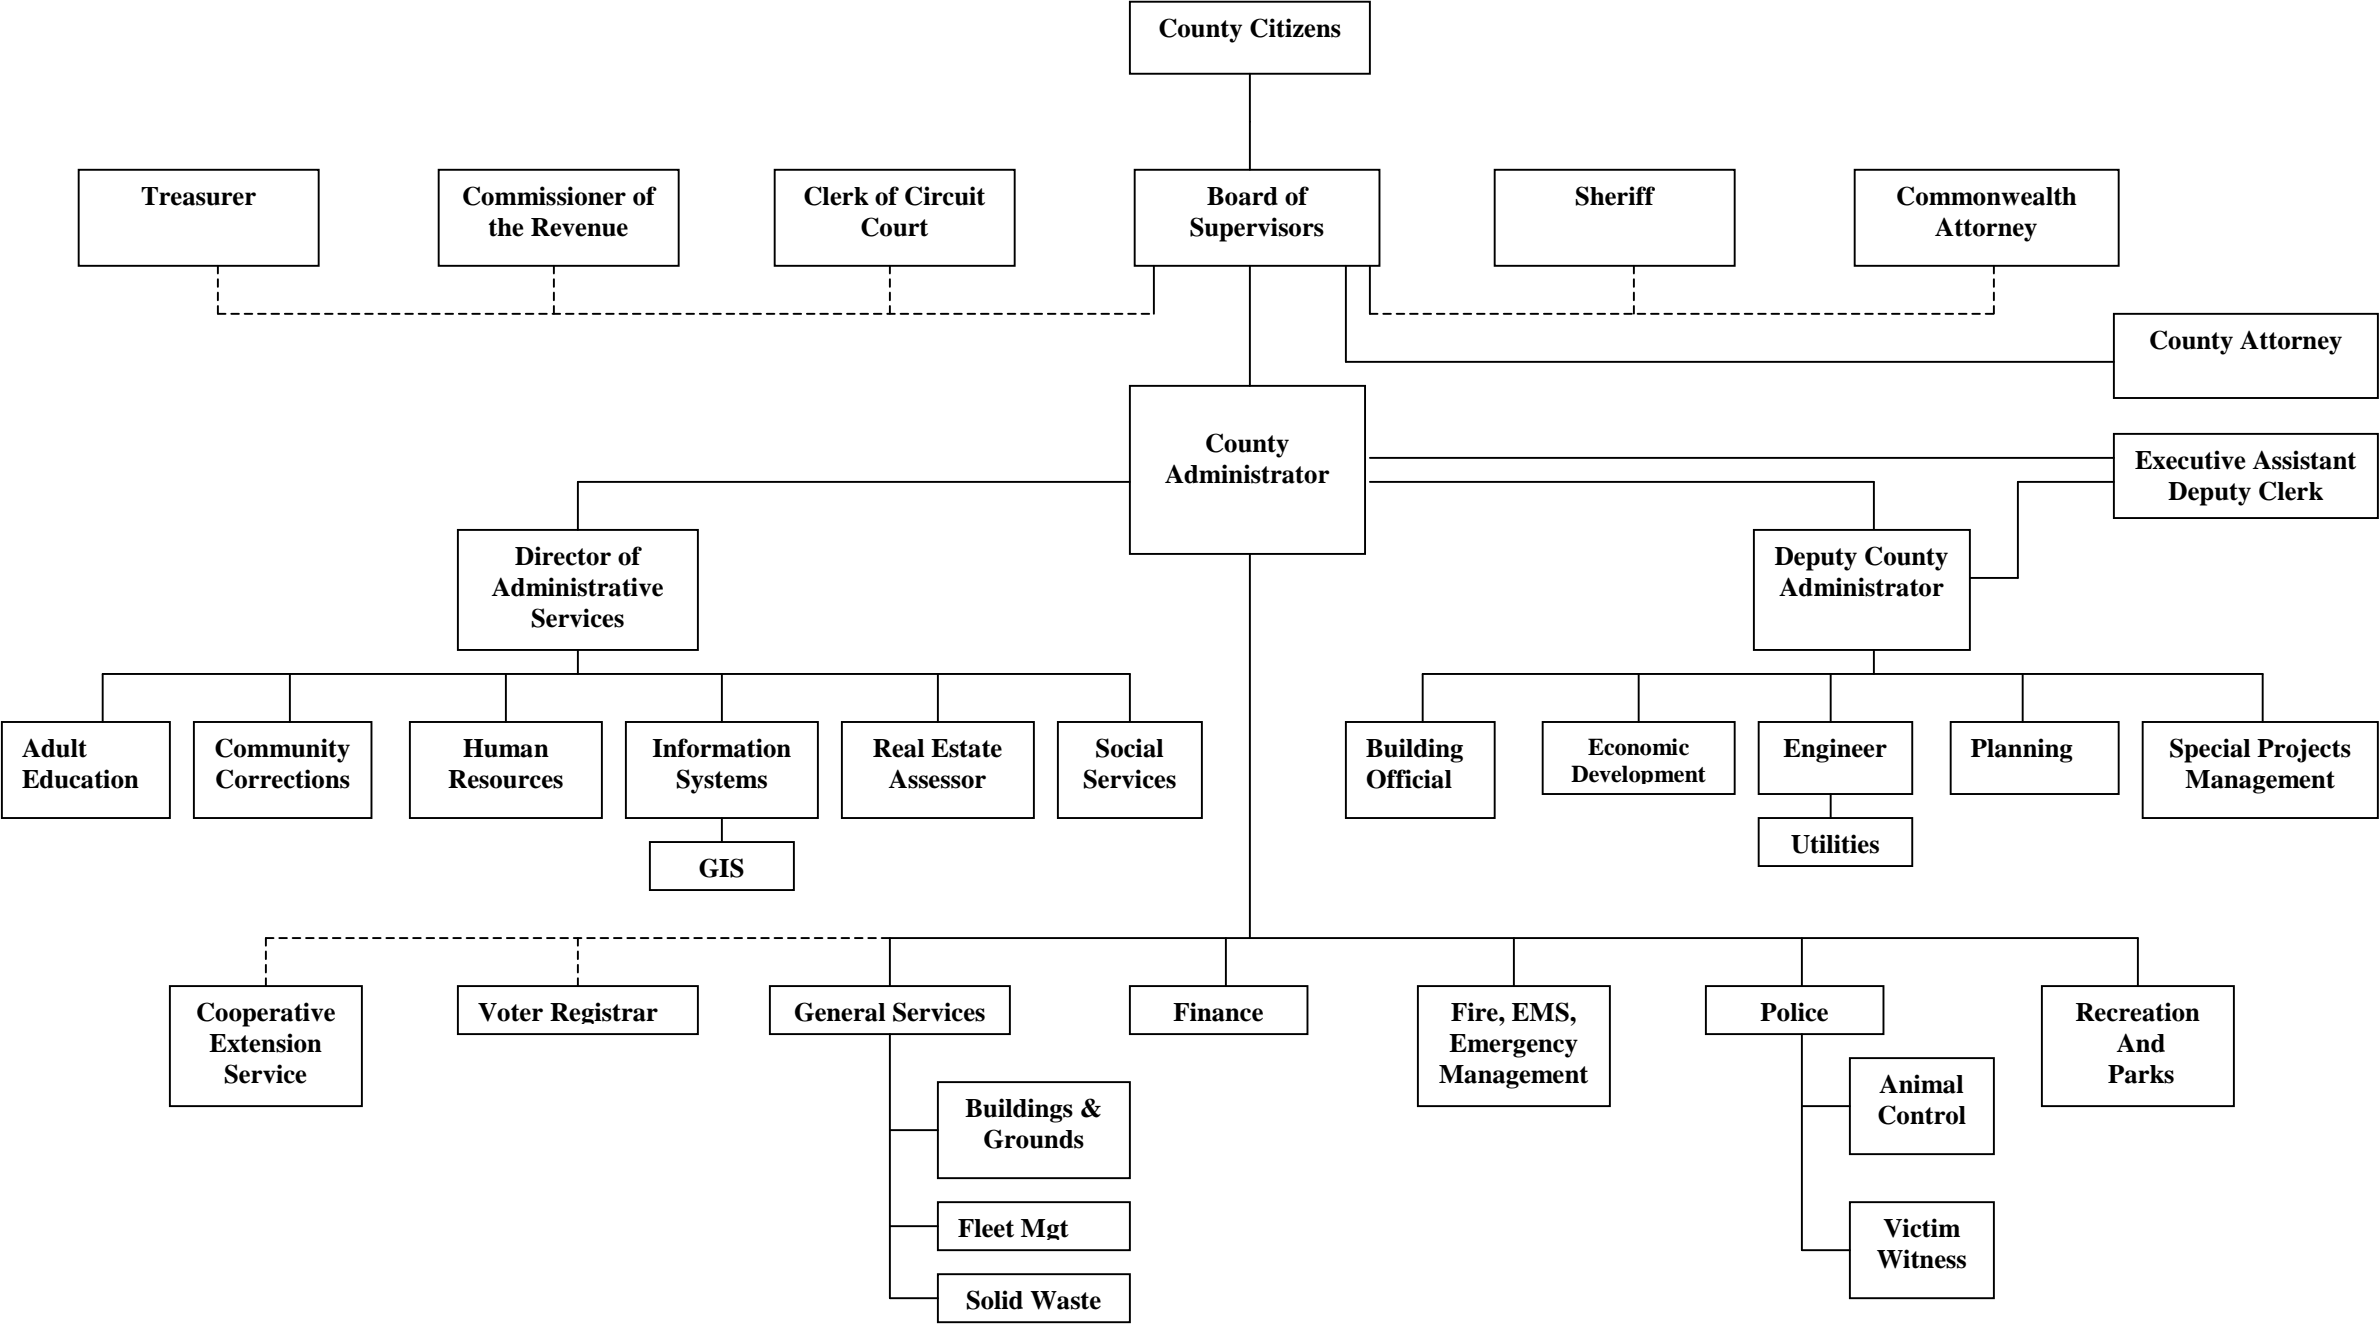 County Citizens
Treasurer
Commissioner of
the Revenue
Clerk of Circuit
Court
Board of
Supervisors
Sheriff
Commonwealth
Attorney
County Attorney
County
Administrator
Executive Assistant
Deputy Clerk
Director of
Administrative
Services
Deputy County
Administrator
Adult
Education
Community
Corrections
Human
Resources
Information
Systems
Real Estate
Assessor
Social
Services
Building
Official
Economic
Development
Engineer
Planning
Special Projects
Management
GIS
Utilities
Cooperative
Extension
Service
Voter Registrar
General Services
Finance
Fire, EMS,
Emergency
Management
Police
Recreation
And
Parks
Buildings &
Grounds
Fleet Mgt
Solid Waste
Animal
Control
Victim
Witness